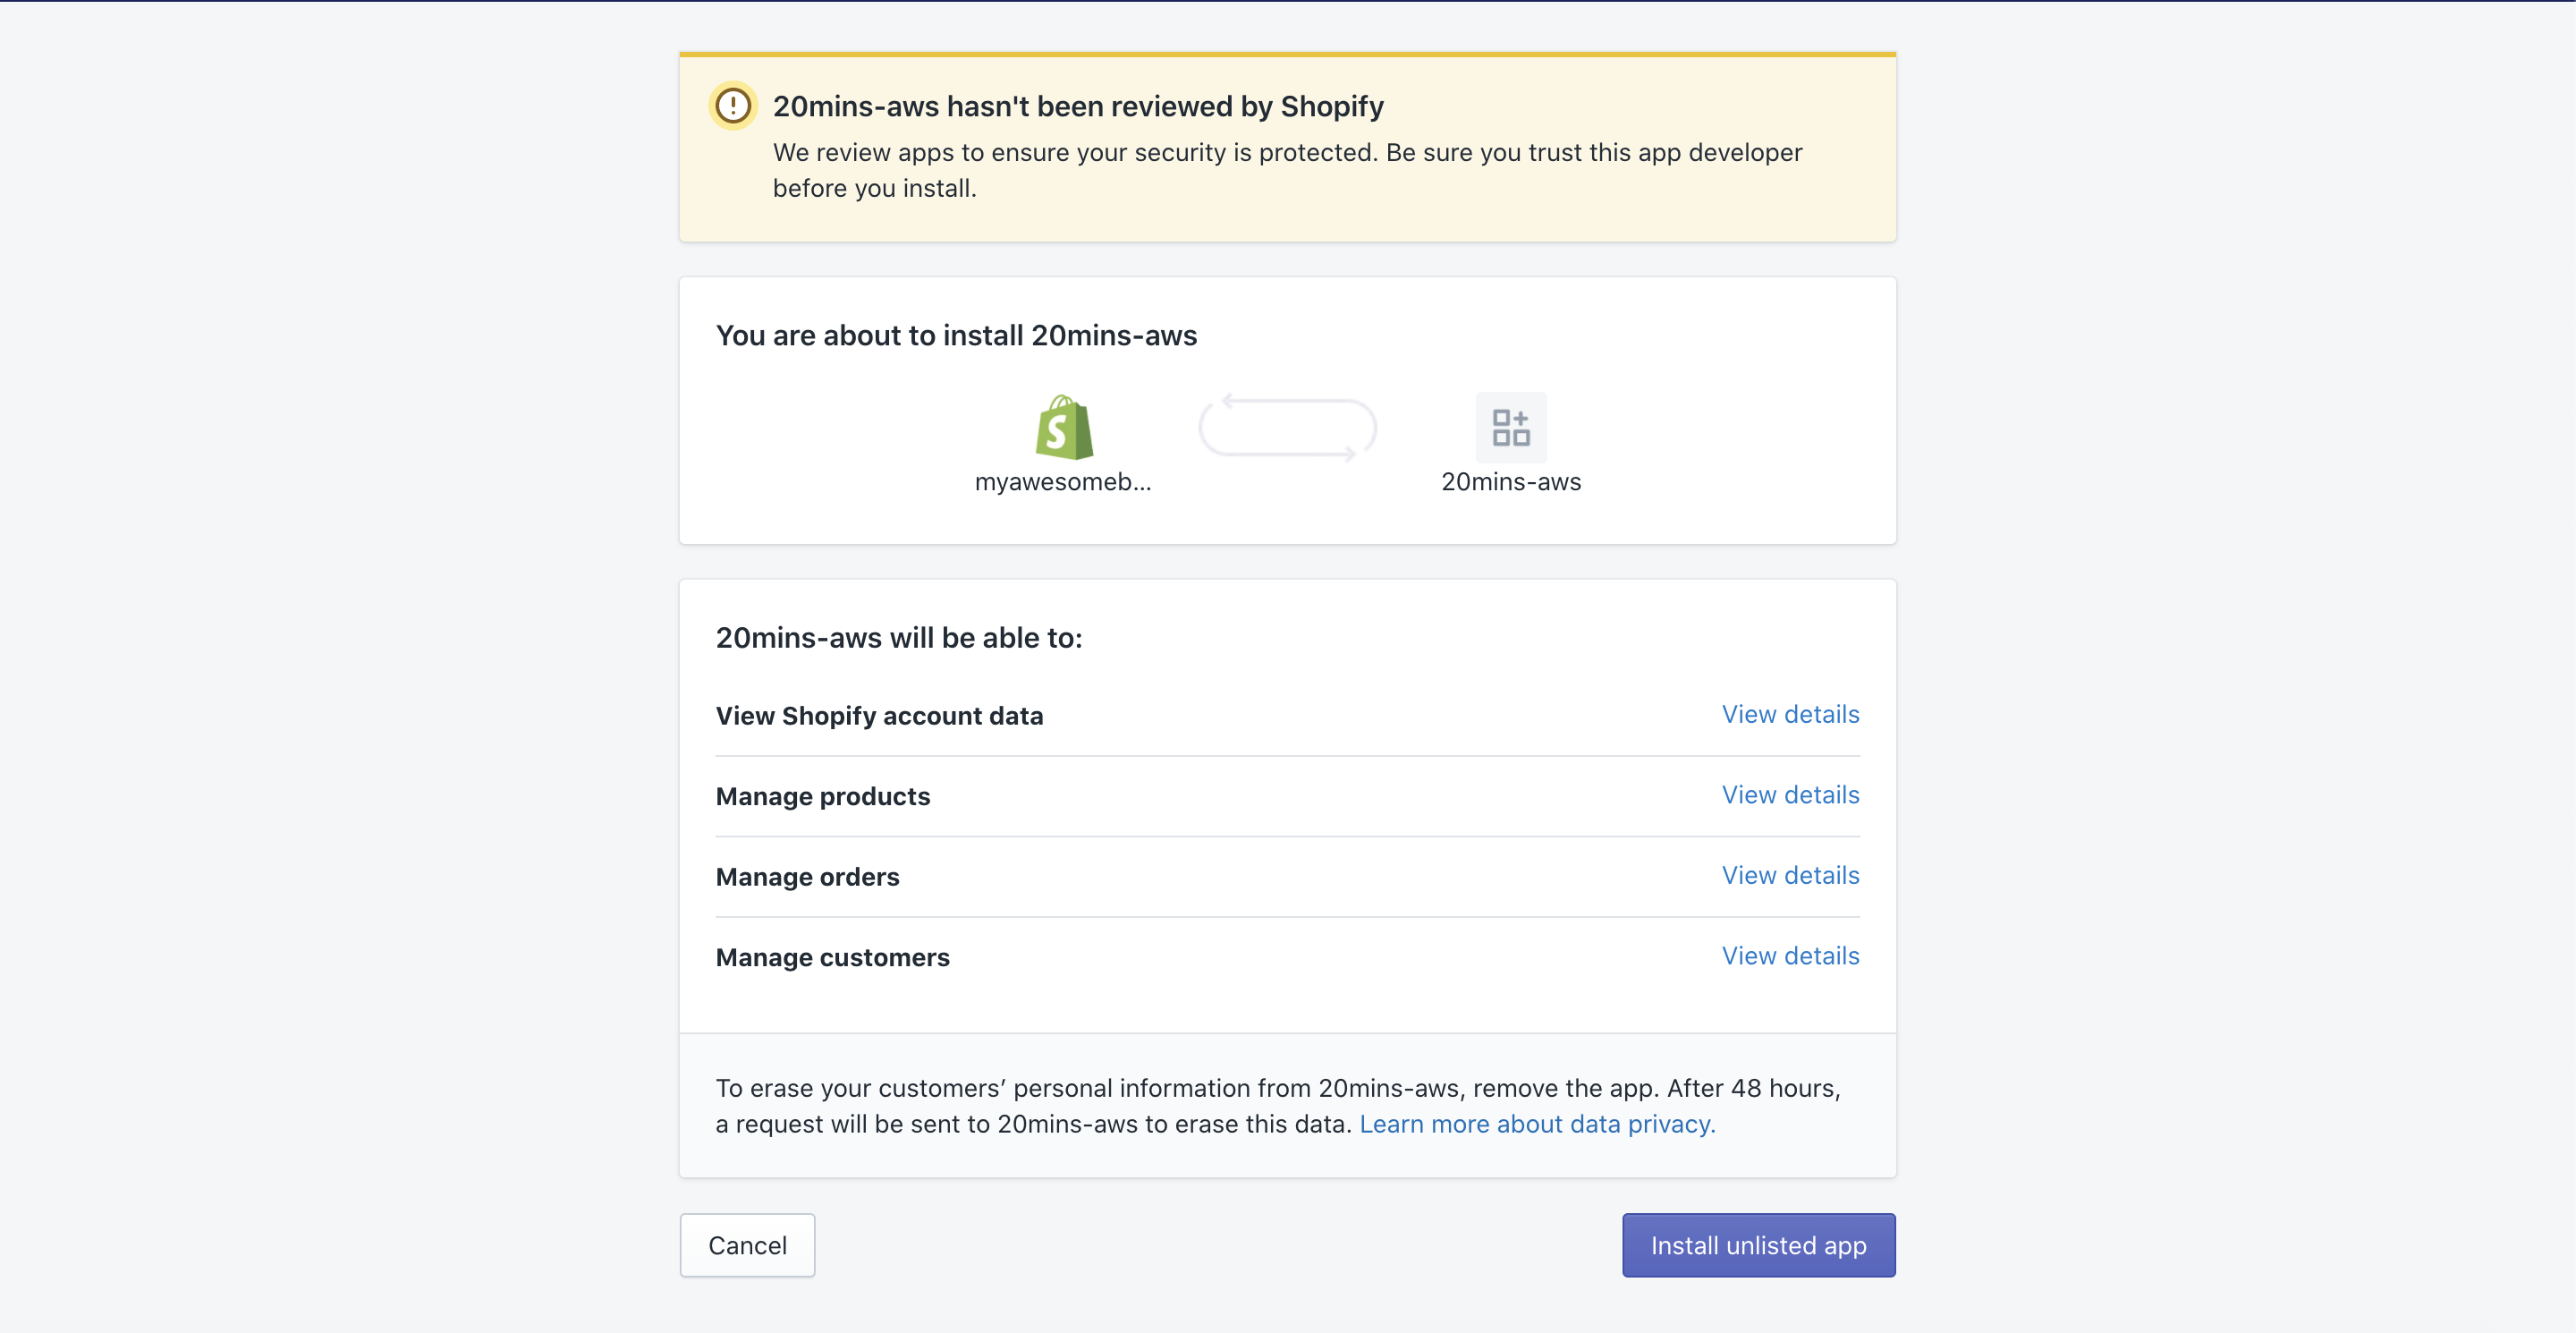 20mins-aws hasn't been reviewed by Shopify
We review apps to ensure your security is protected. Be sure you trust this app developer
before you install.
You are about to install 20mins-aws
myawesomeb...
20mins-aws
20mins-aws will be able to:
View Shopify account data
View details
Manage products
View details
Manage orders
View details
Manage customers
View details
To erase your customers’ personal information from 20mins-aws, remove the app. After 48 hours,
a request will be sent to 20mins-aws to erase this data. Learn more about data privacy.
Cancel
Install unlisted app